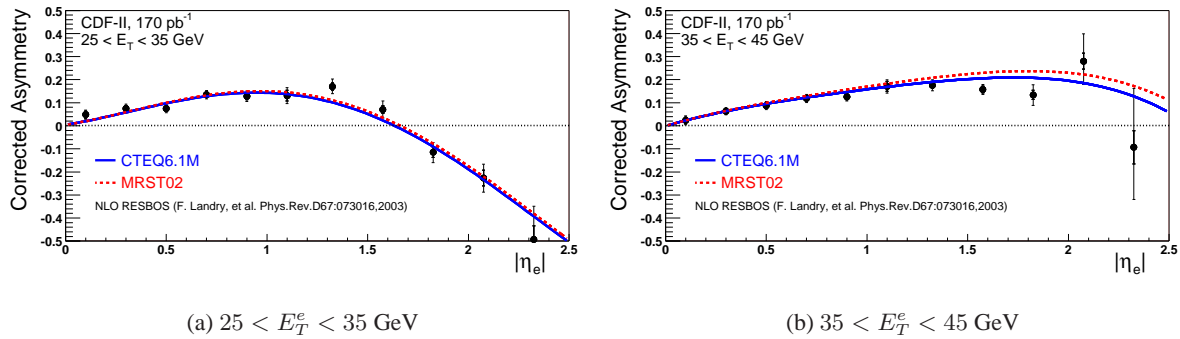 Corrected Asymmetry
0.5
0.4
0.3
0.2
0.1
0
-0.1
-0.2
-0.3
-0.4
-0.5
CDF-II, 170 pb⁻¹
25 < E_T < 35 GeV
CTEQ6.1M
MRST02
NLO RESBOS (F. Landry, et al. Phys.Rev.D67:073016,2003)
0 0.5 1 1.5 2 2.5
|η_e|
(a) 25 < E_T^e < 35 GeV
Corrected Asymmetry
0.5
0.4
0.3
0.2
0.1
0
-0.1
-0.2
-0.3
-0.4
-0.5
CDF-II, 170 pb⁻¹
35 < E_T < 45 GeV
CTEQ6.1M
MRST02
NLO RESBOS (F. Landry, et al. Phys.Rev.D67:073016,2003)
0 0.5 1 1.5 2 2.5
|η_e|
(b) 35 < E_T^e < 45 GeV